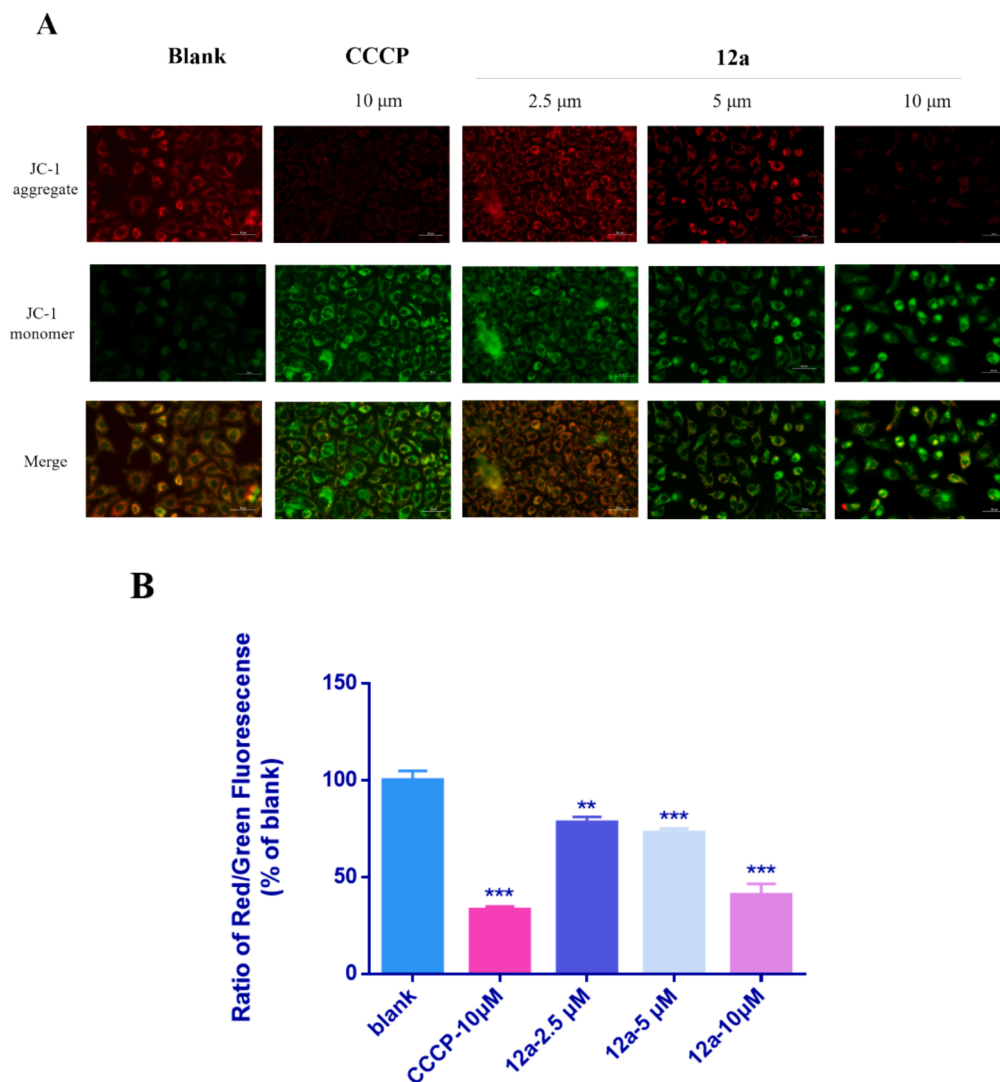 A
Blank CCCP 12a
10 μm 2.5 μm 5 μm 10 μm
JC-1
aggregate
JC-1
monomer
Merge
B
Ratio of Red/Green Fluoresecense
(% of blank)
150
100
50
0
***
**
***
***
blank
CCCP-10μM
12a-2.5 μM
12a-5 μM
12a-10μM